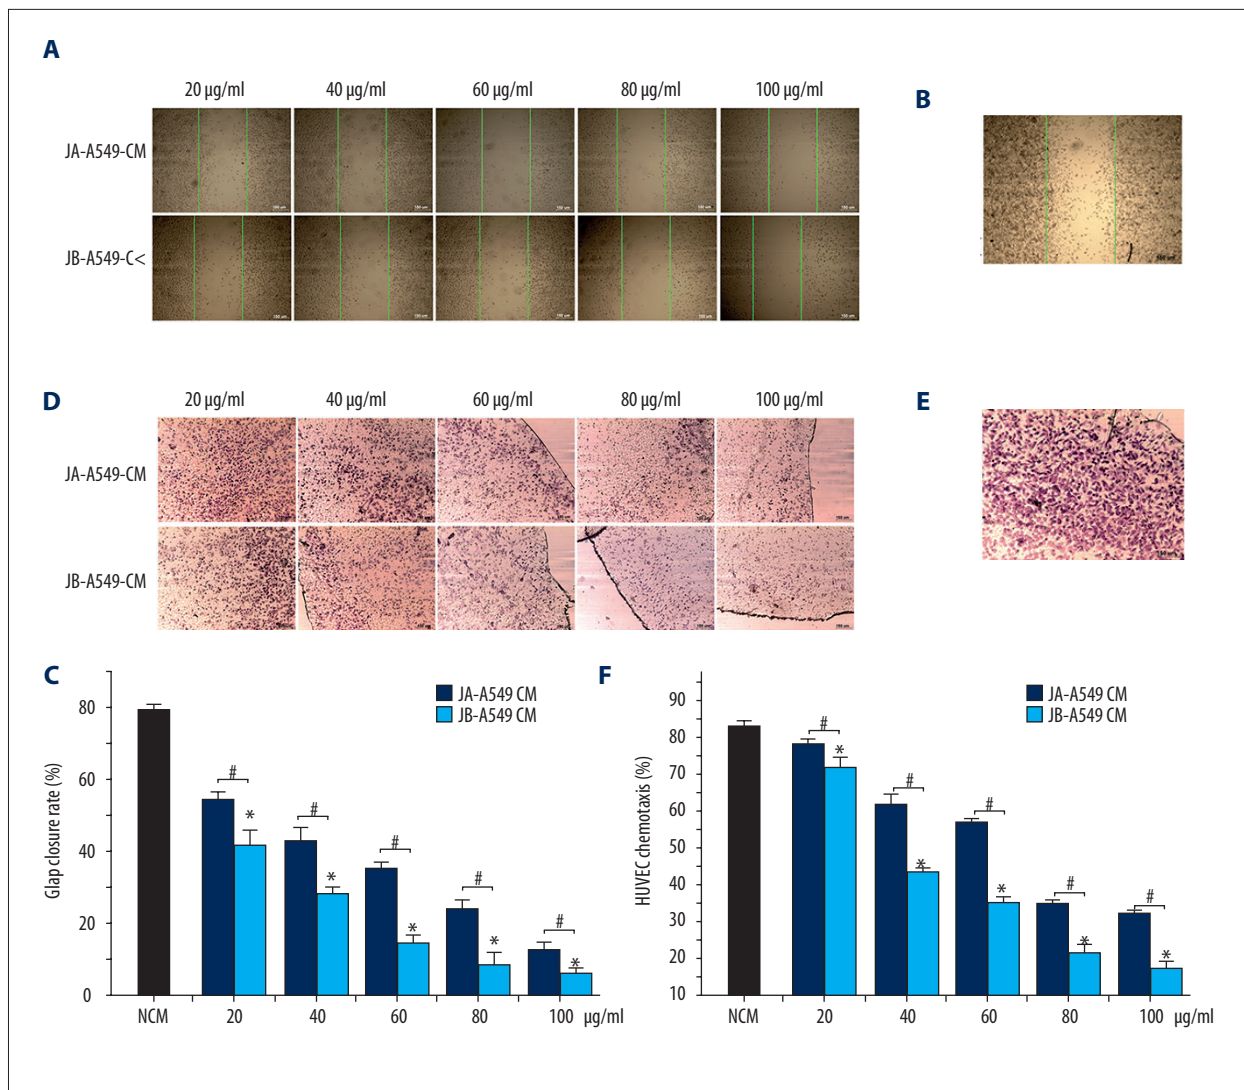 A
20 µg/ml 40 µg/ml 60 µg/ml 80 µg/ml 100 µg/ml
B
JA-A549-CM
JB-A549-C<
D
20 µg/ml 40 µg/ml 60 µg/ml 80 µg/ml 100 µg/ml
E
JA-A549-CM
JB-A549-CM
C
Glap closure rate (%)
80
60
40
20
0
JA-A549 CM
JB-A549 CM
# * # * # * # * # *
NCM 20 40 60 80 100 µg/ml
F
HUVEC chemotaxis (%)
90
80
70
60
50
40
30
20
10
JA-A549 CM
JB-A549 CM
# * # * # * # * # *
NCM 20 40 60 80 100 µg/ml